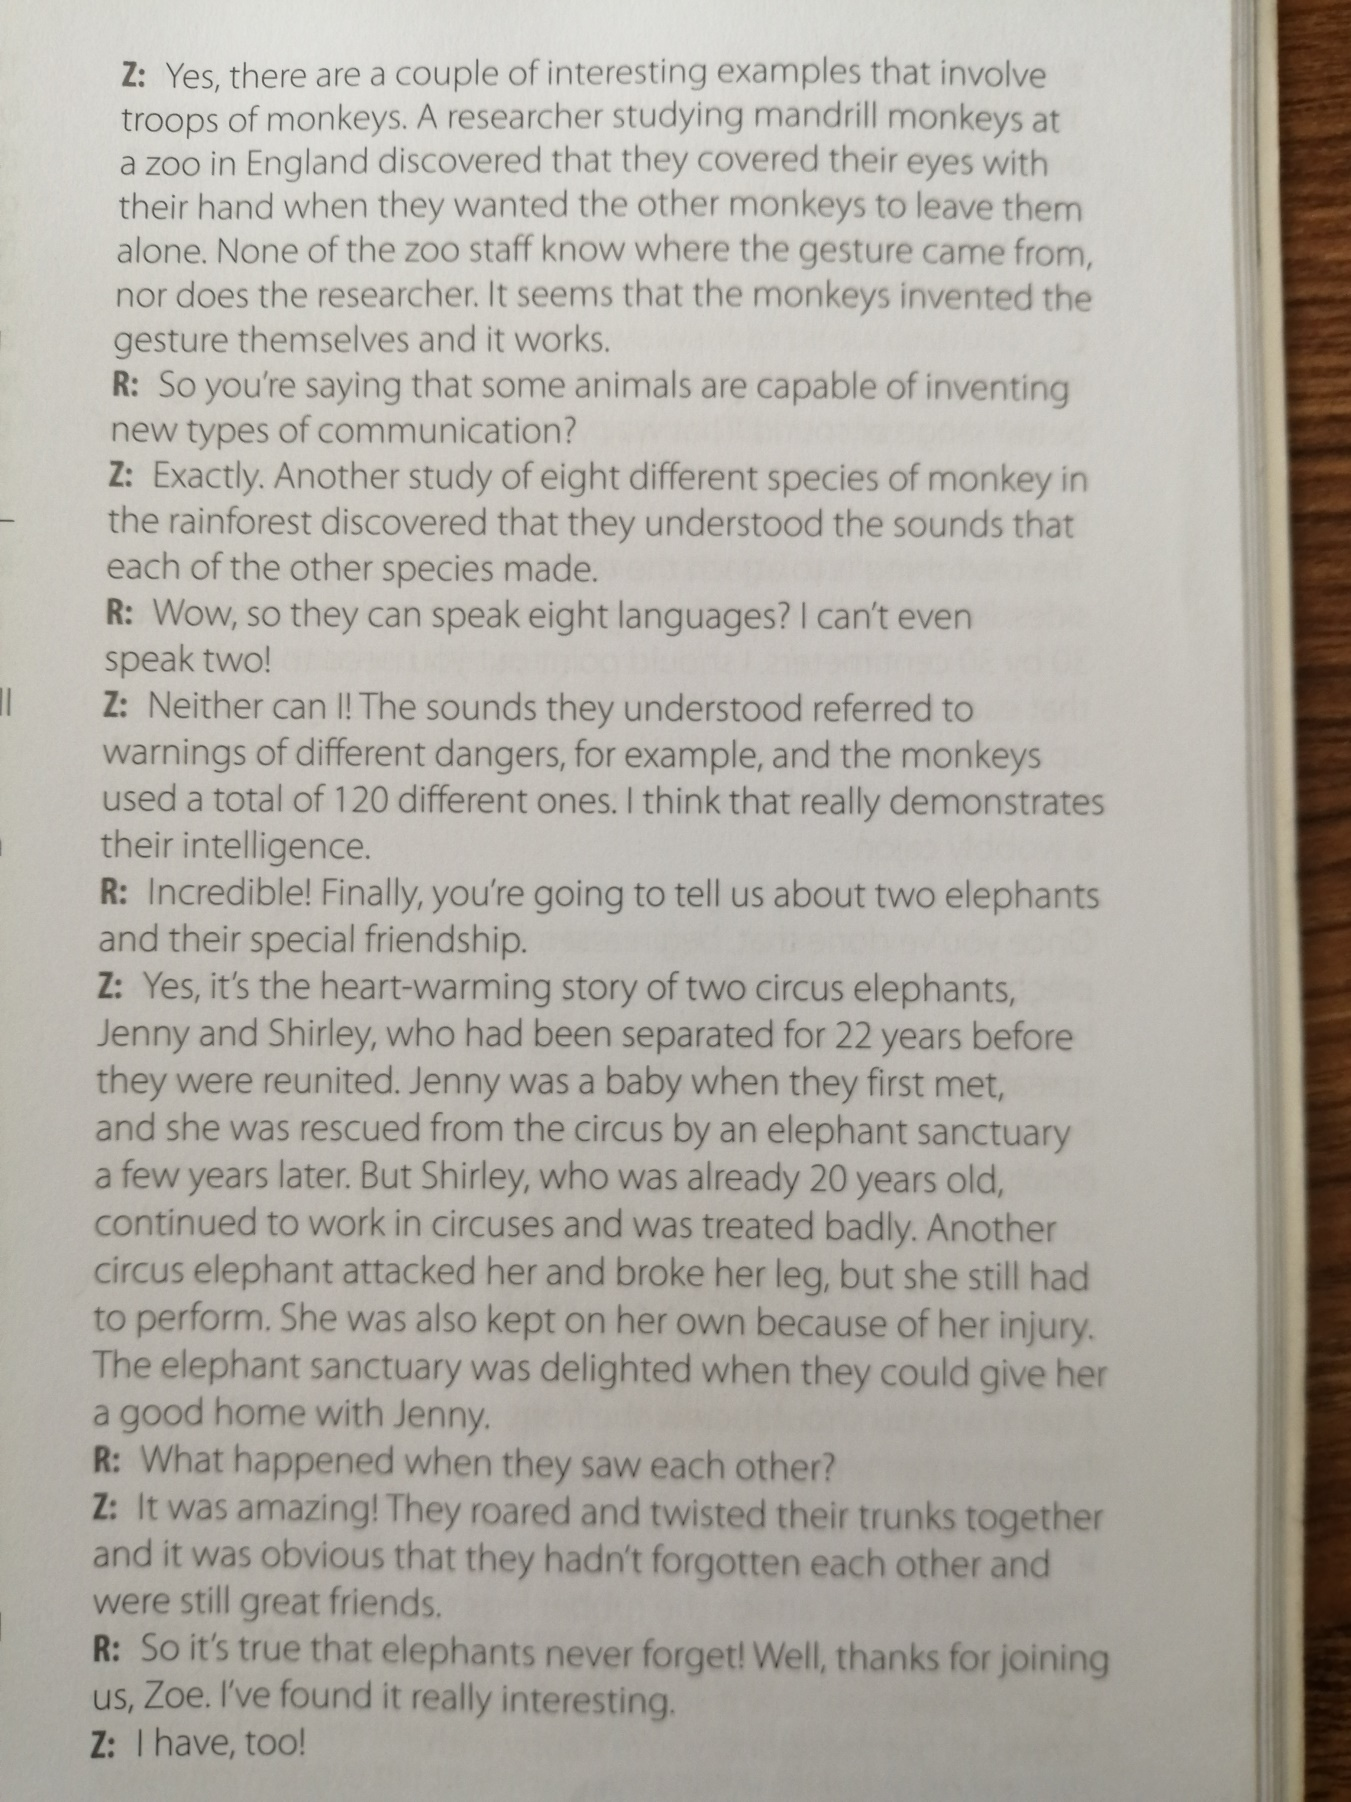 Z: Yes, there are a couple of interesting examples that involve
troops of monkeys. A researcher studying mandrill monkeys at
a zoo in England discovered that they covered their eyes with
their hand when they wanted the other monkeys to leave them
alone. None of the zoo staff know where the gesture came from,
nor does the researcher. It seems that the monkeys invented the
gesture themselves and it works.
R: So you're saying that some animals are capable of inventing
new types of communication?
Z: Exactly. Another study of eight different species of monkey in
the rainforest discovered that they understood the sounds that
each of the other species made.
R: Wow, so they can speak eight languages? I can't even
speak two!
Z: Neither can I! The sounds they understood referred to
warnings of different dangers, for example, and the monkeys
used a total of 120 different ones. I think that really demonstrates
their intelligence.
R: Incredible! Finally, you're going to tell us about two elephants
and their special friendship.
Z: Yes, it's the heart-warming story of two circus elephants,
Jenny and Shirley, who had been separated for 22 years before
they were reunited. Jenny was a baby when they first met,
and she was rescued from the circus by an elephant sanctuary
a few years later. But Shirley, who was already 20 years old,
continued to work in circuses and was treated badly. Another
circus elephant attacked her and broke her leg, but she still had
to perform. She was also kept on her own because of her injury.
The elephant sanctuary was delighted when they could give her
a good home with Jenny.
R: What happened when they saw each other?
Z: It was amazing! They roared and twisted their trunks together
and it was obvious that they hadn't forgotten each other and
were still great friends.
R: So it's true that elephants never forget! Well, thanks for joining
us, Zoe. I've found it really interesting.
Z: I have, too!